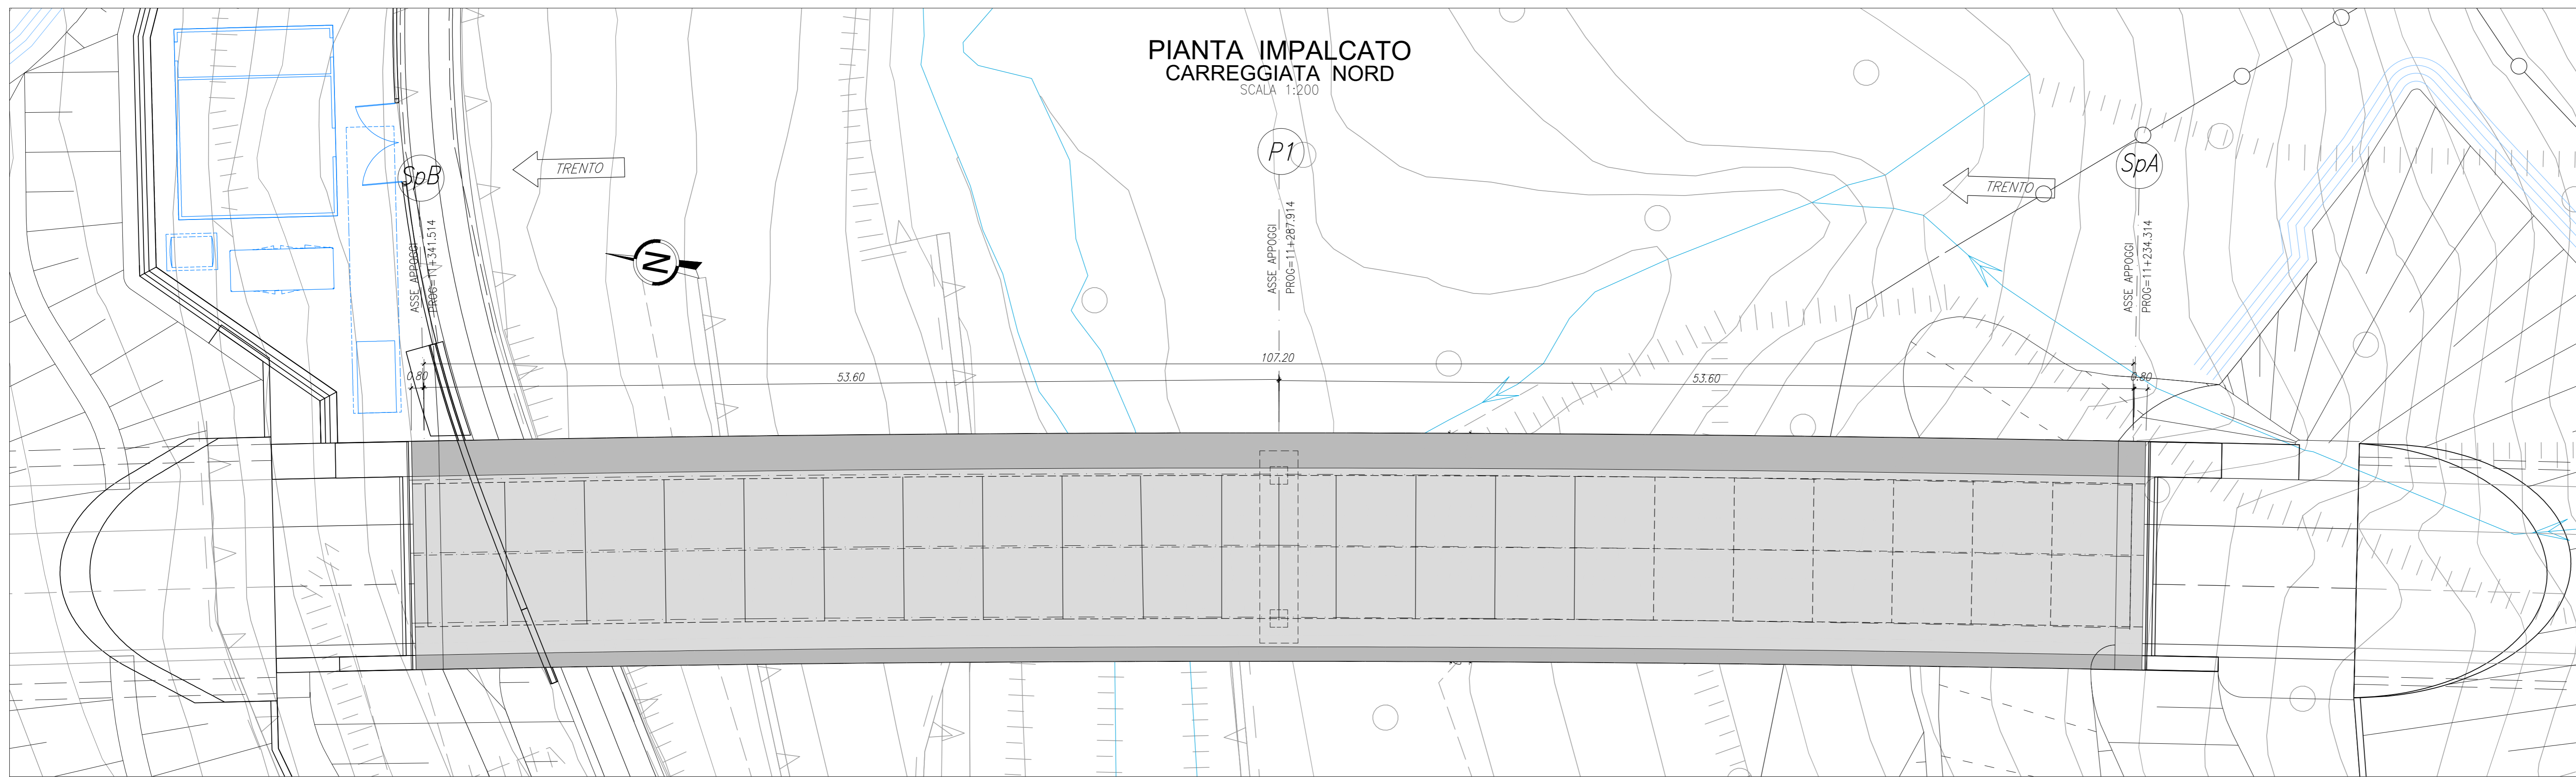 PIANTA IMPALCATO
CARREGGIATA NORD
SCALA 1:200
SpB
TRENTO
P1
TRENTO
SpA
ASSE APPOGGI
PROG=11+341.514
N
ASSE APPOGGI
PROG=11+287.914
ASSE APPOGGI
PROG=11+234.314
107.20
0.80
53.60
53.60
0.80